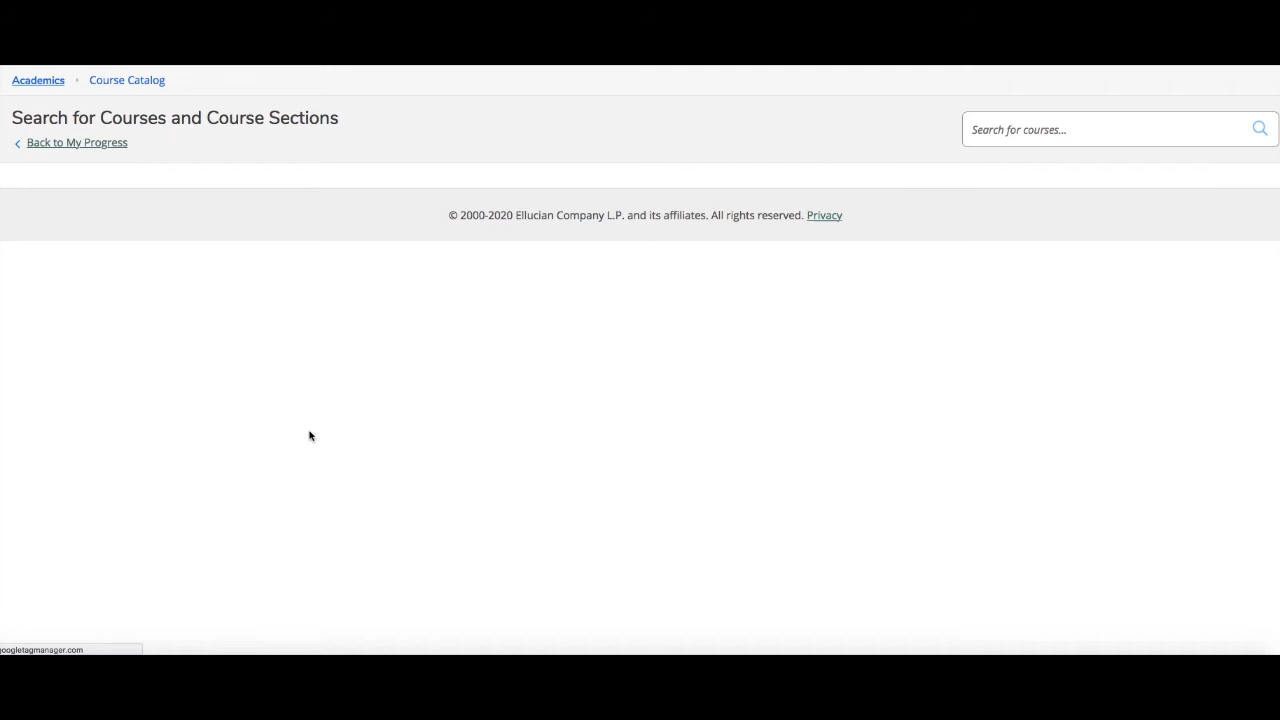 Academics • Course Catalog
Search for Courses and Course Sections
Back to My Progress
Search for courses...
© 2000-2020 Ellucian Company L.P. and its affiliates. All rights reserved. Privacy
googletagmanager.com